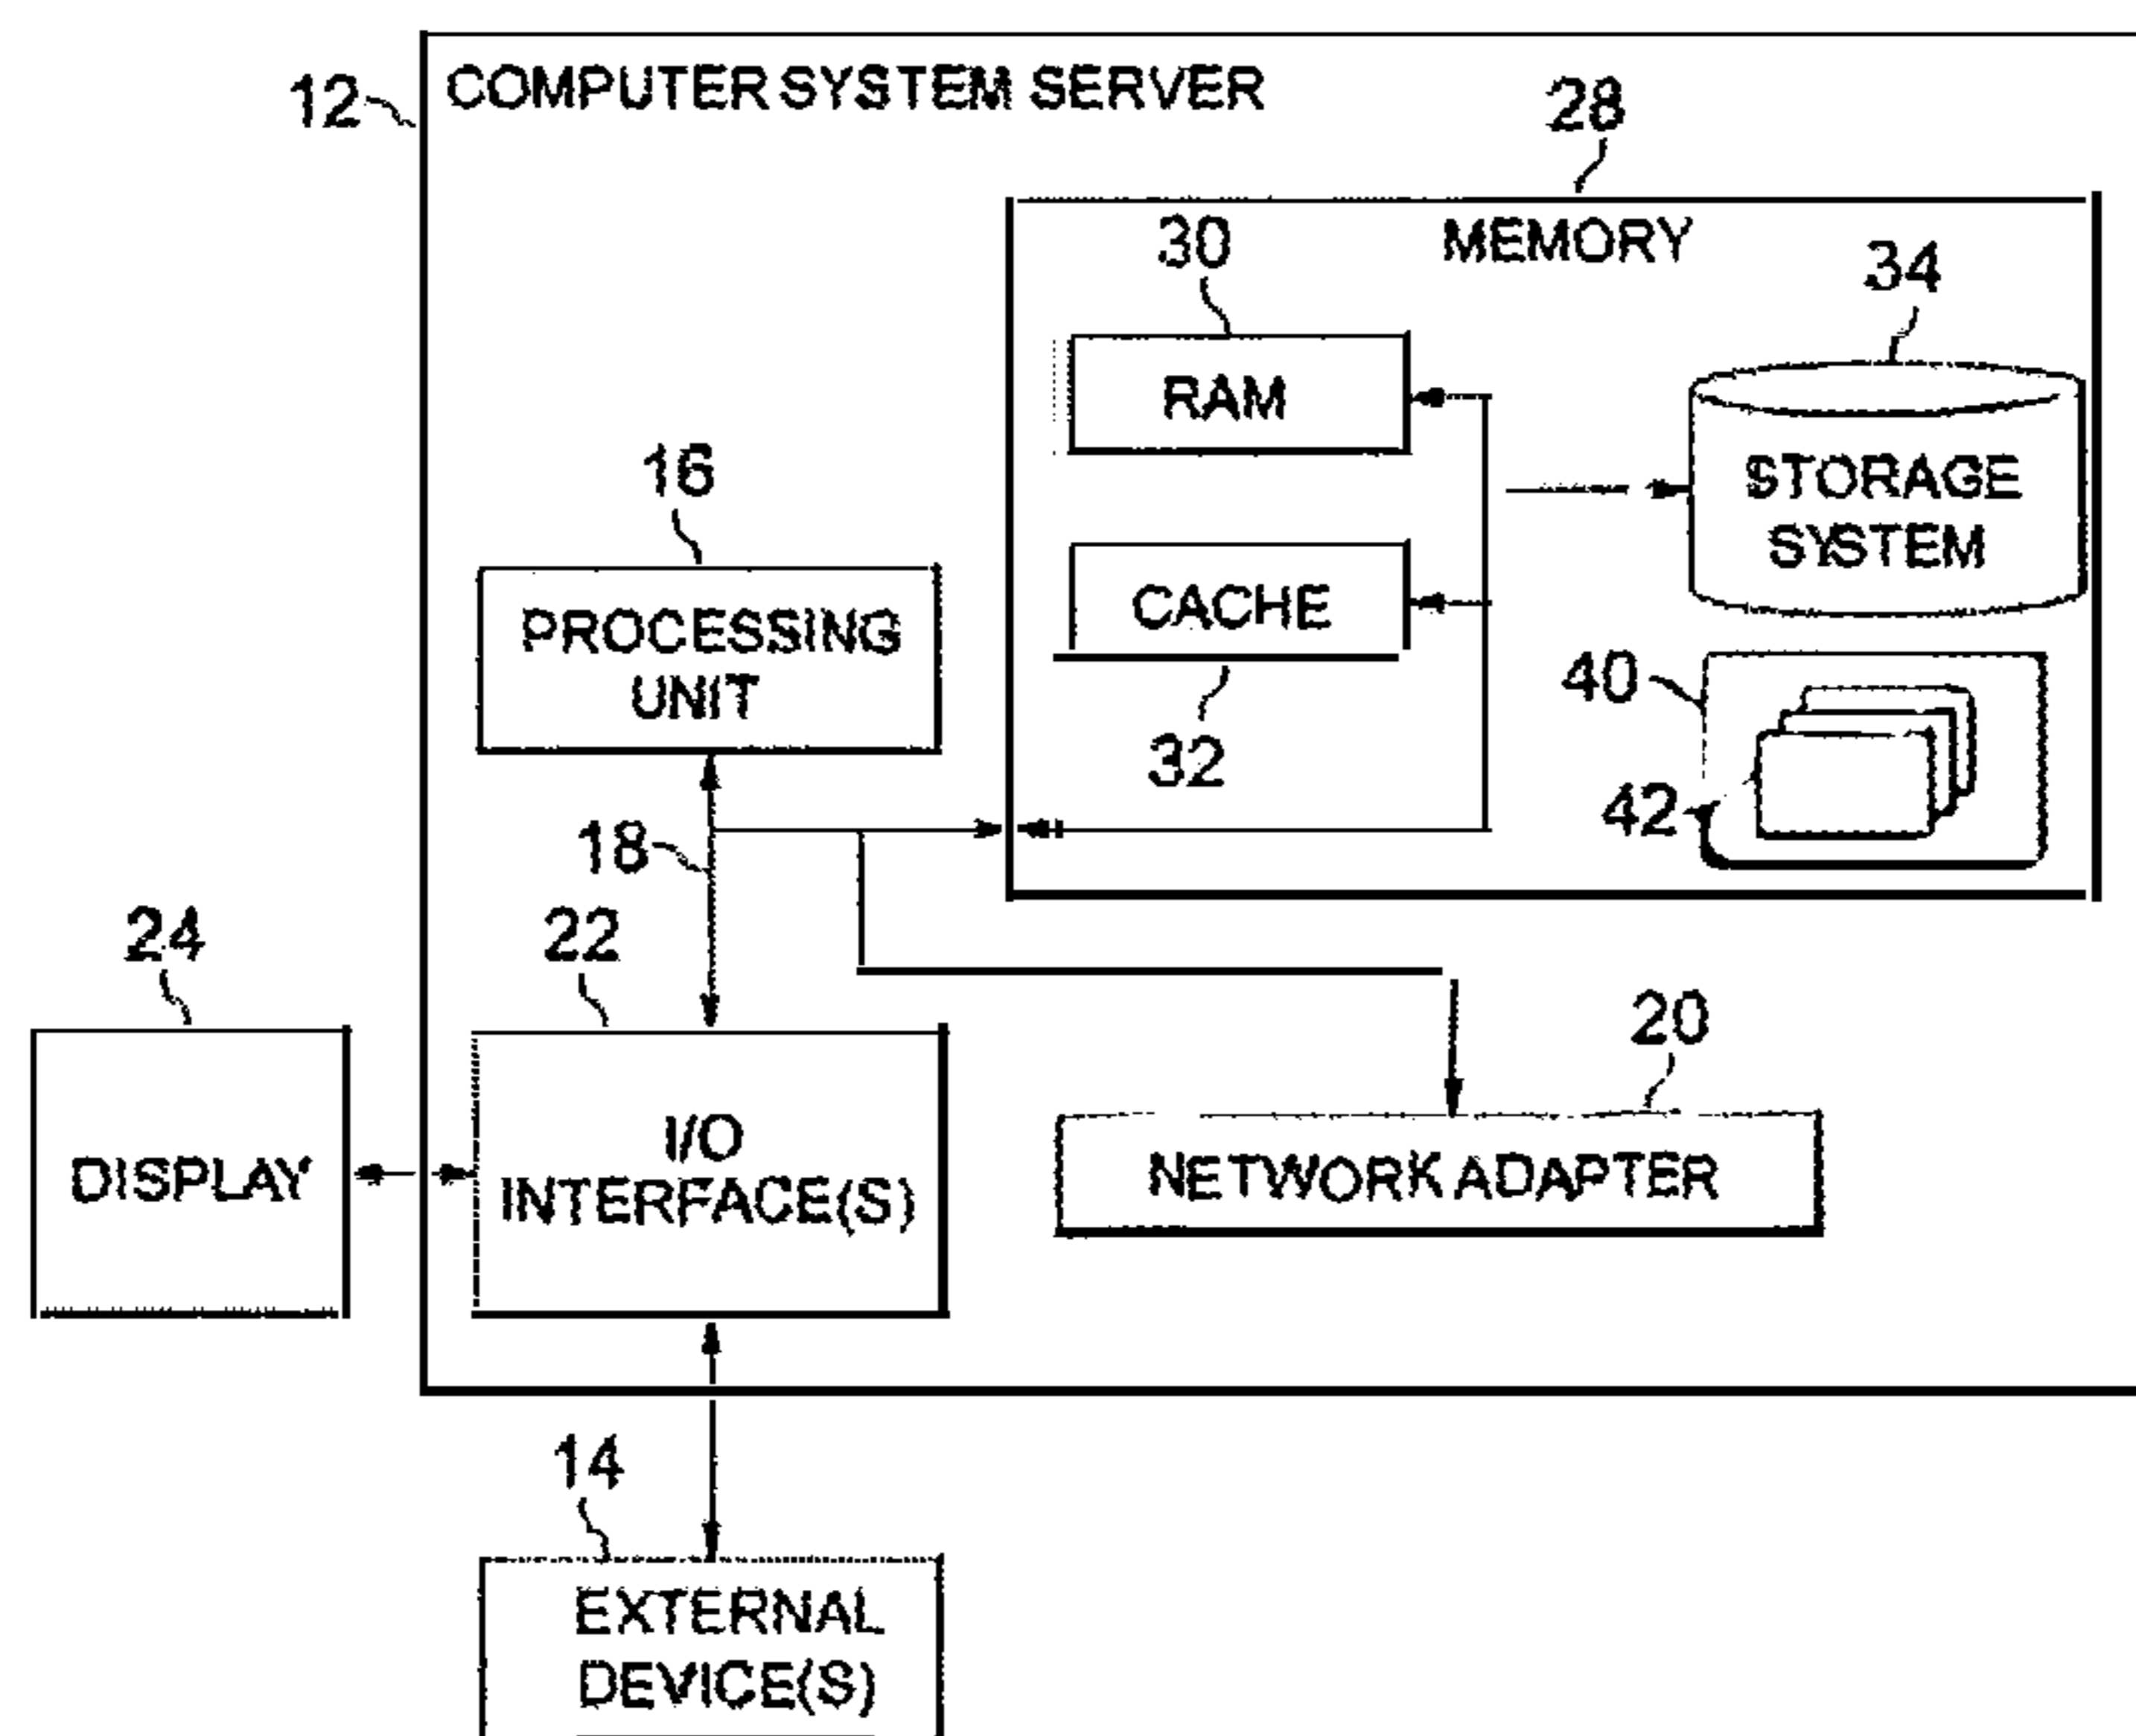 12
COMPUTER SYSTEM SERVER
28
MEMORY
30
34
RAM
16
STORAGE
SYSTEM
CACHE
PROCESSING
UNIT
40
32
42
18
24
22
20
I/O
INTERFACE(S)
DISPLAY
NETWORK ADAPTER
14
EXTERNAL
DEVICE(S)